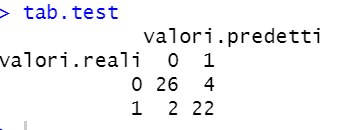 > tab.test
valori.predetti
valori.reali 0 1
0 26 4
1 2 22